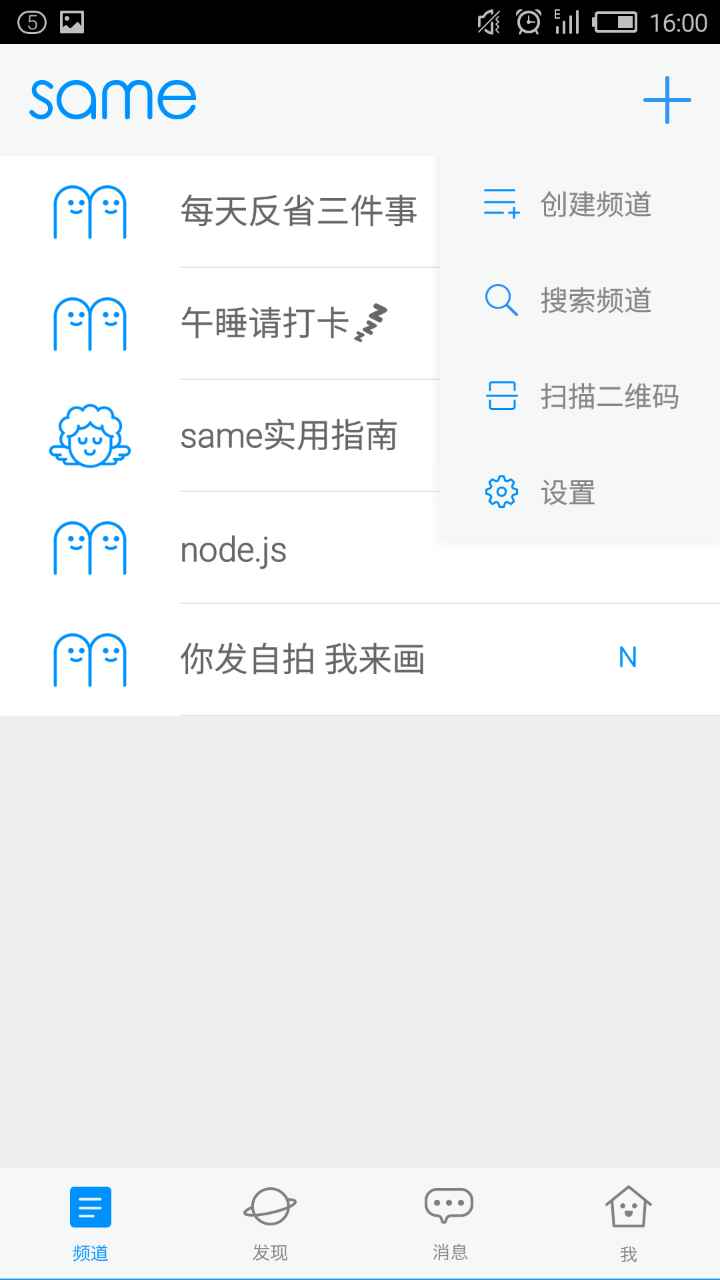 5
E
16:00
same
每天反省三件事
午睡请打卡
same实用指南
node.js
你发自拍 我来画
N
创建频道
搜索频道
扫描二维码
设置
频道
发现
消息
我